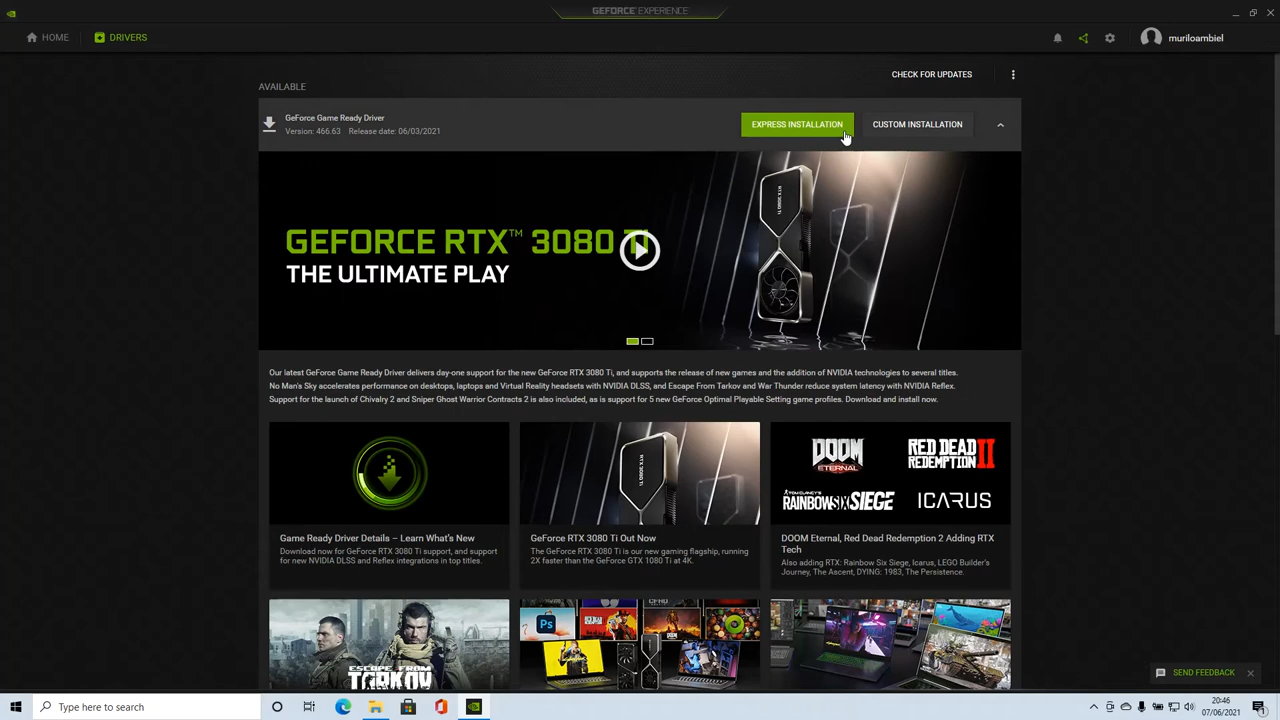 GEFORCE EXPERIENCE
HOME
DRIVERS
muriloambiel
CHECK FOR UPDATES
AVAILABLE
GeForce Game Ready Driver
Version: 466.63 Release date: 06/03/2021
EXPRESS INSTALLATION
CUSTOM INSTALLATION
GEFORCE RTX™ 3080 Ti
THE ULTIMATE PLAY
RTX 3080 Ti
Our latest GeForce Game Ready Driver delivers day-one support for the new GeForce RTX 3080 Ti, and supports the release of new games and the addition of NVIDIA technologies to several titles.
No Man's Sky accelerates performance on desktops, laptops and Virtual Reality headsets with NVIDIA DLSS, and Escape From Tarkov and War Thunder reduce system latency with NVIDIA Reflex.
Support for the launch of Chivalry 2 and Sniper Ghost Warrior Contracts 2 is also included, as is support for 5 new GeForce Optimal Playable Setting game profiles. Download and install now.
RTX 3080 Ti
DOOM
ETERNAL
RED DEAD
REDEMPTION II
TOM CLANCY'S
RAINBOW SIX SIEGE
ICARUS
Game Ready Driver Details – Learn What's New
Download now for GeForce RTX 3080 Ti support, and support
for new NVIDIA DLSS and Reflex integrations in top titles.
GeForce RTX 3080 Ti Out Now
The GeForce RTX 3080 Ti is our new gaming flagship, running
2X faster than the GeForce GTX 1080 Ti at 4K.
DOOM Eternal, Red Dead Redemption 2 Adding RTX
Tech
Also adding RTX: Rainbow Six Siege, Icarus, LEGO Builder's
Journey, The Ascent, DYING: 1983, The Persistence.
ESCAPE FROM
TARKOV
Ps
SEND FEEDBACK
Type here to search
20:46
07/06/2021
1